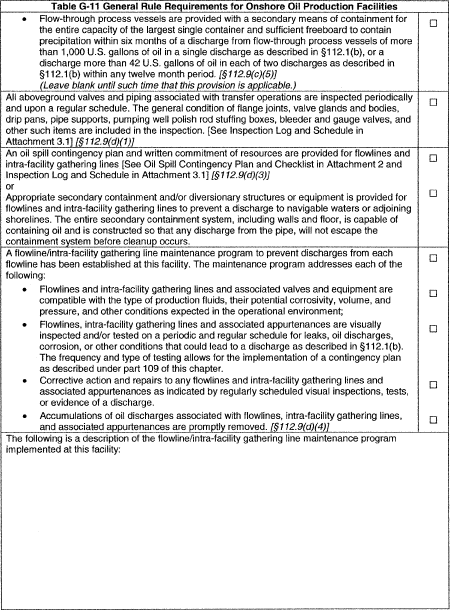 Table G-11 General Rule Requirements for Onshore Oil Production Facilities
• Flow-through process vessels are provided with a secondary means of containment for
the entire capacity of the largest single container and sufficient freeboard to contain
precipitation within six months of a discharge from flow-through process vessels of more
than 1,000 U.S. gallons of oil in a single discharge as described in §112.1(b), or a
discharge more than 42 U.S. gallons of oil in each of two discharges as described in
§112.1(b) within any twelve month period. [§112.9(c)(5)]
(Leave blank until such time that this provision is applicable.)
All aboveground valves and piping associated with transfer operations are inspected periodically
and upon a regular schedule. The general condition of flange joints, valve glands and bodies,
drip pans, pipe supports, pumping well polish rod stuffing boxes, bleeder and gauge valves, and
other such items are included in the inspection. [See Inspection Log and Schedule in
Attachment 3.1] [§112.9(d)(1)]
An oil spill contingency plan and written commitment of resources are provided for flowlines and
intra-facility gathering lines [See Oil Spill Contingency Plan and Checklist in Attachment 2 and
Inspection Log and Schedule in Attachment 3.1] [§112.9(d)(3)]
or
Appropriate secondary containment and/or diversionary structures or equipment is provided for
flowlines and intra-facility gathering lines to prevent a discharge to navigable waters or adjoining
shorelines. The entire secondary containment system, including walls and floor, is capable of
containing oil and is constructed so that any discharge from the pipe, will not escape the
containment system before cleanup occurs.
A flowline/intra-facility gathering line maintenance program to prevent discharges from each
flowline has been established at this facility. The maintenance program addresses each of the
following:
• Flowlines and intra-facility gathering lines and associated valves and equipment are
compatible with the type of production fluids, their potential corrosivity, volume, and
pressure, and other conditions expected in the operational environment;
• Flowlines, intra-facility gathering lines and associated appurtenances are visually
inspected and/or tested on a periodic and regular schedule for leaks, oil discharges,
corrosion, or other conditions that could lead to a discharge as described in §112.1(b).
The frequency and type of testing allows for the implementation of a contingency plan
as described under part 109 of this chapter.
• Corrective action and repairs to any flowlines and intra-facility gathering lines and
associated appurtenances as indicated by regularly scheduled visual inspections, tests,
or evidence of a discharge.
• Accumulations of oil discharges associated with flowlines, intra-facility gathering lines,
and associated appurtenances are promptly removed. [§112.9(d)(4)]
The following is a description of the flowline/intra-facility gathering line maintenance program
implemented at this facility: